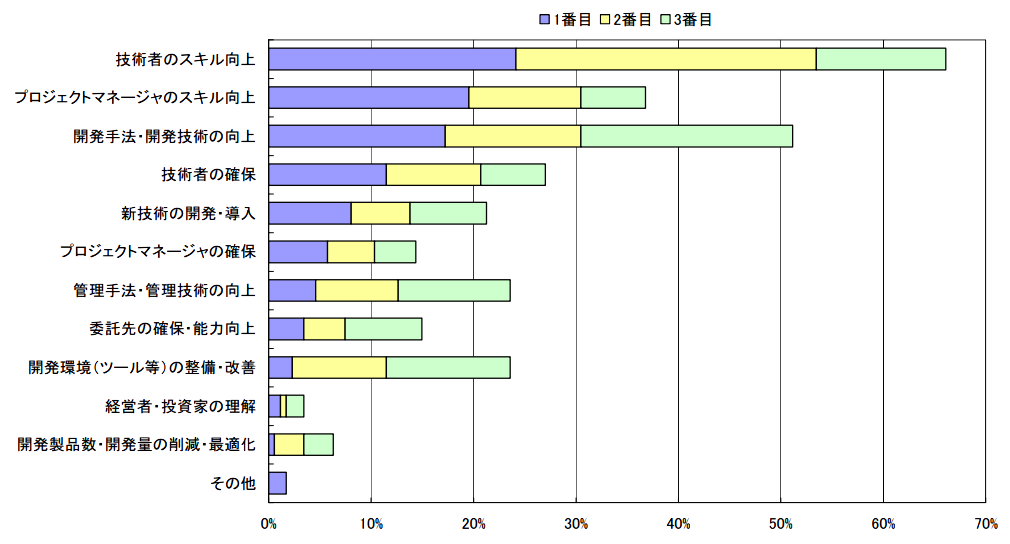 1番目 2番目 3番目
技術者のスキル向上
プロジェクトマネージャのスキル向上
開発手法・開発技術の向上
技術者の確保
新技術の開発・導入
プロジェクトマネージャの確保
管理手法・管理技術の向上
委託先の確保・能力向上
開発環境(ツール等)の整備・改善
経営者・投資家の理解
開発製品数・開発量の削減・最適化
その他
0% 10% 20% 30% 40% 50% 60% 70%